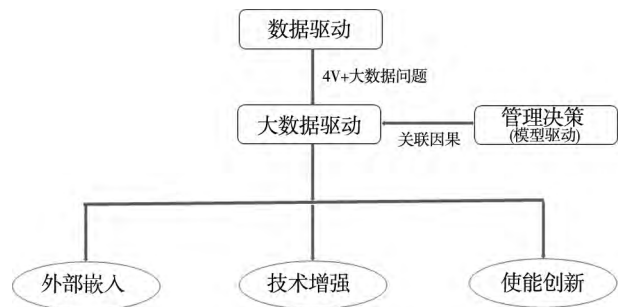 数据驱动
4V+大数据问题
大数据驱动
管理决策
(模型驱动)
关联因果
外部嵌入
技术增强
使能创新